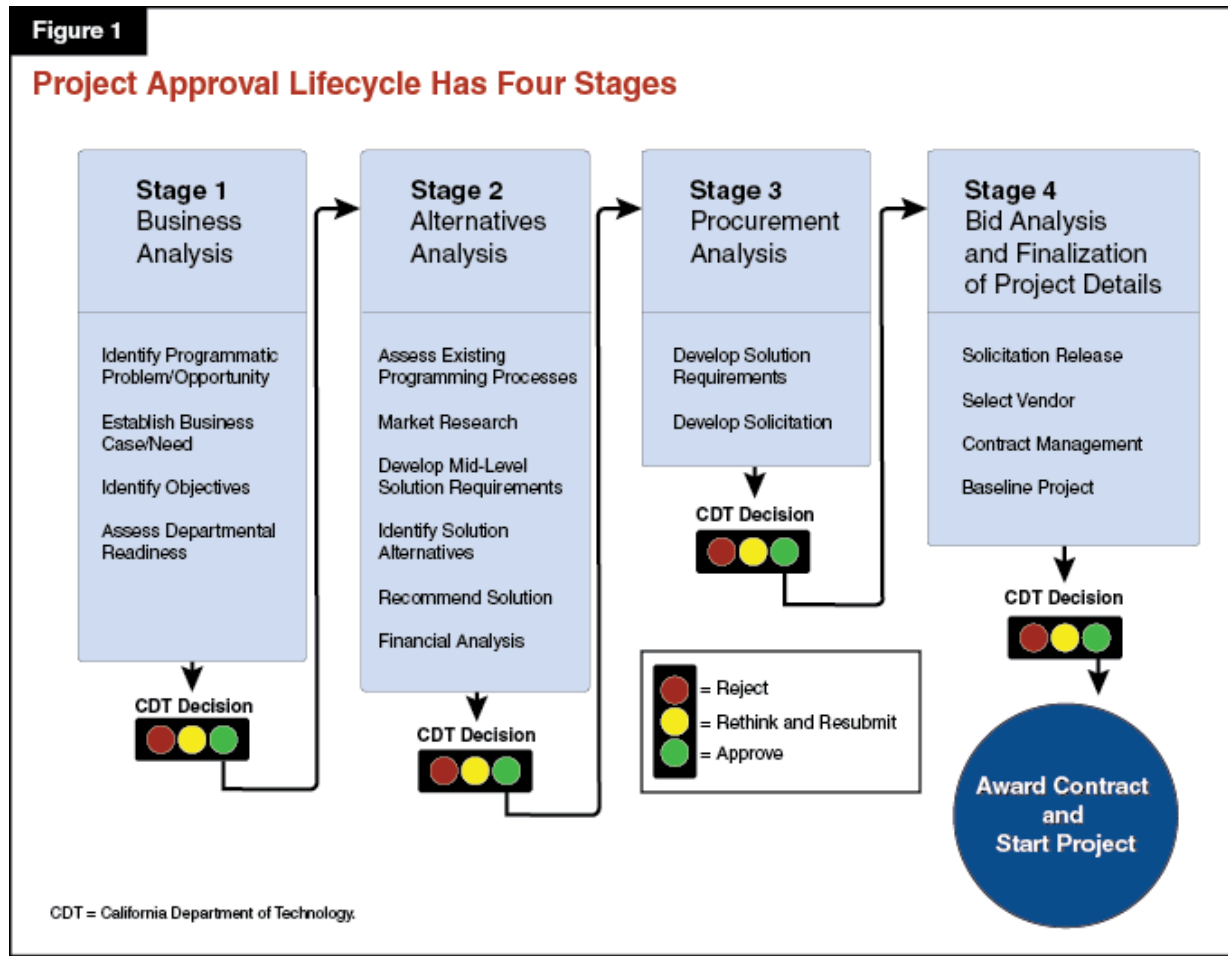 Figure 1
Project Approval Lifecycle Has Four Stages
Stage 1
Business
Analysis
Identify Programmatic
Problem/Opportunity
Establish Business
Case/Need
Identify Objectives
Assess Departmental
Readiness
CDT Decision
Stage 2
Alternatives
Analysis
Assess Existing
Programming Processes
Market Research
Develop Mid-Level
Solution Requirements
Identify Solution
Alternatives
Recommend Solution
Financial Analysis
CDT Decision
Stage 3
Procurement
Analysis
Develop Solution
Requirements
Develop Solicitation
CDT Decision
Stage 4
Bid Analysis
and Finalization
of Project Details
Solicitation Release
Select Vendor
Contract Management
Baseline Project
CDT Decision
= Reject
= Rethink and Resubmit
= Approve
Award Contract
and
Start Project
CDT = California Department of Technology.